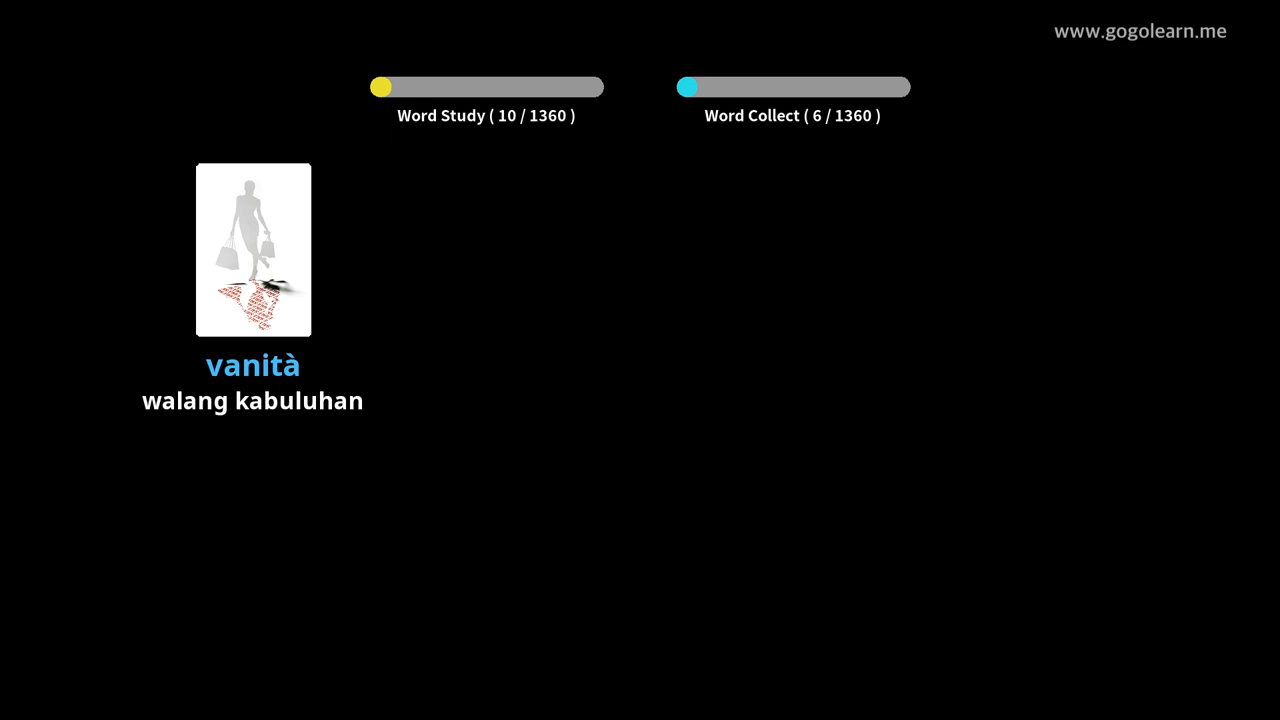 www.gogolearn.me
Word Study ( 10 / 1360 )
Word Collect ( 6 / 1360 )
vanità
walang kabuluhan